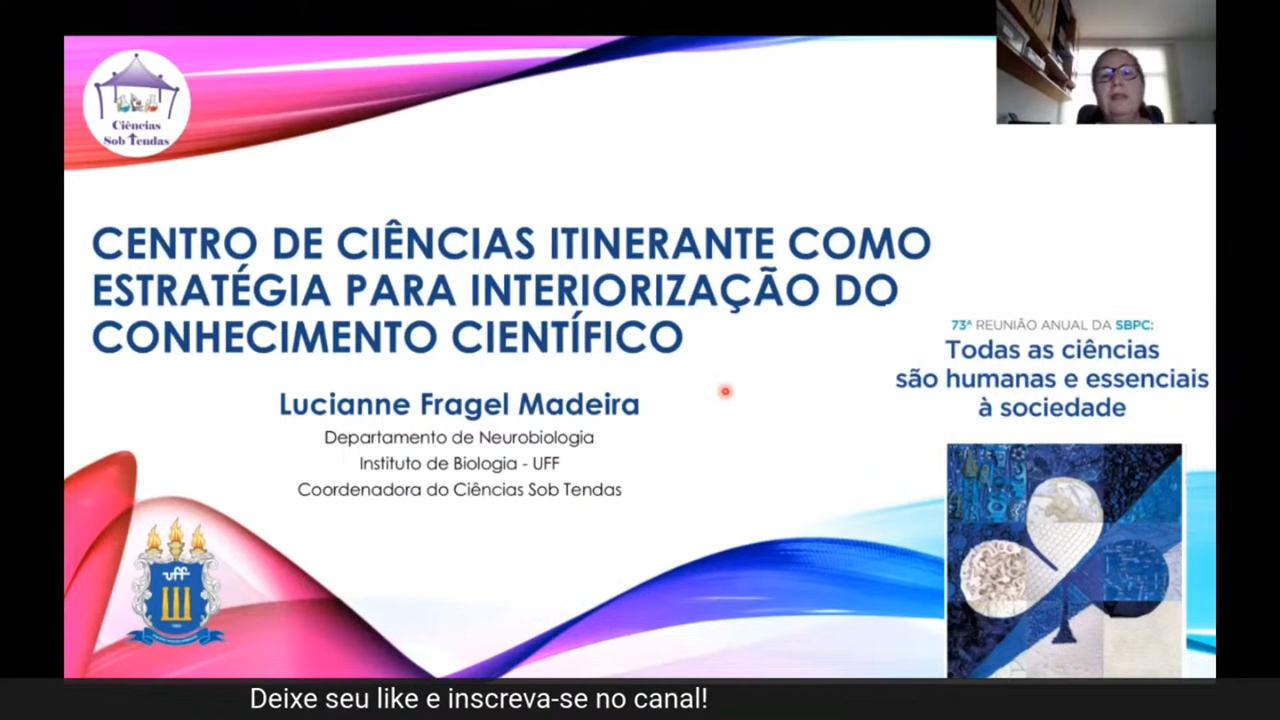 Ciências
Sob Tendas
CENTRO DE CIÊNCIAS ITINERANTE COMO
ESTRATÉGIA PARA INTERIORIZAÇÃO DO
CONHECIMENTO CIENTÍFICO
Lucianne Fragel Madeira
Departamento de Neurobiologia
Instituto de Biologia - UFF
Coordenadora do Ciências Sob Tendas
73ª REUNIÃO ANUAL DA SBPC:
Todas as ciências
são humanas e essenciais
à sociedade
uff
Deixe seu like e inscreva-se no canal!